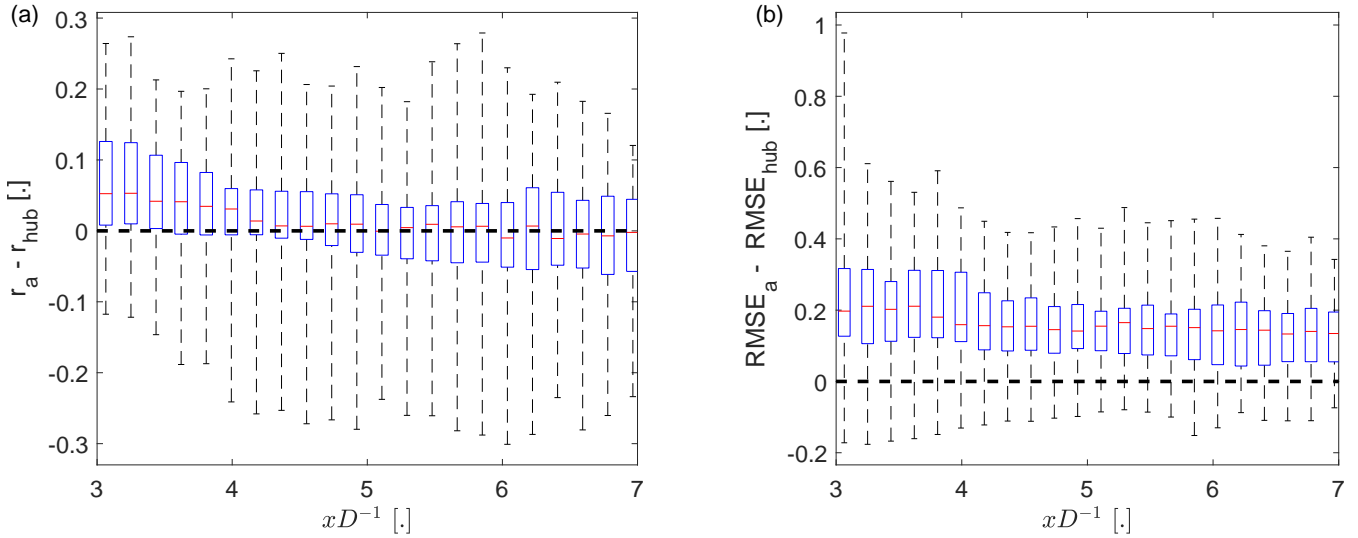 (a)
0.3
0.2
0.1
0
-0.1
-0.2
-0.3
r_a - r_hub [.]
3 4 5 6 7
xD^{-1} [.]
(b)
1
0.8
0.6
0.4
0.2
0
-0.2
RMSE_a - RMSE_hub [.]
3 4 5 6 7
xD^{-1} [.]